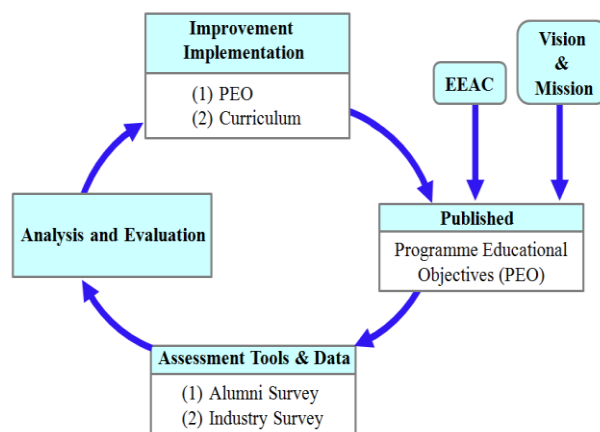 Improvement
Implementation
(1) PEO
(2) Curriculum
EEAC
Vision
&
Mission
Published
Programme Educational
Objectives (PEO)
Analysis and Evaluation
Assessment Tools & Data
(1) Alumni Survey
(2) Industry Survey